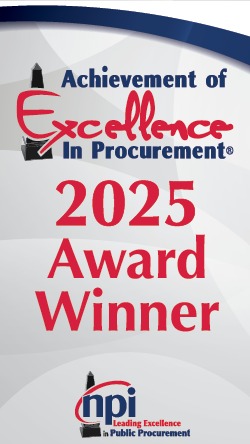 Achievement of
Excellence
In Procurement®
2025
Award
Winner
npi
Leading Excellence
in Public Procurement